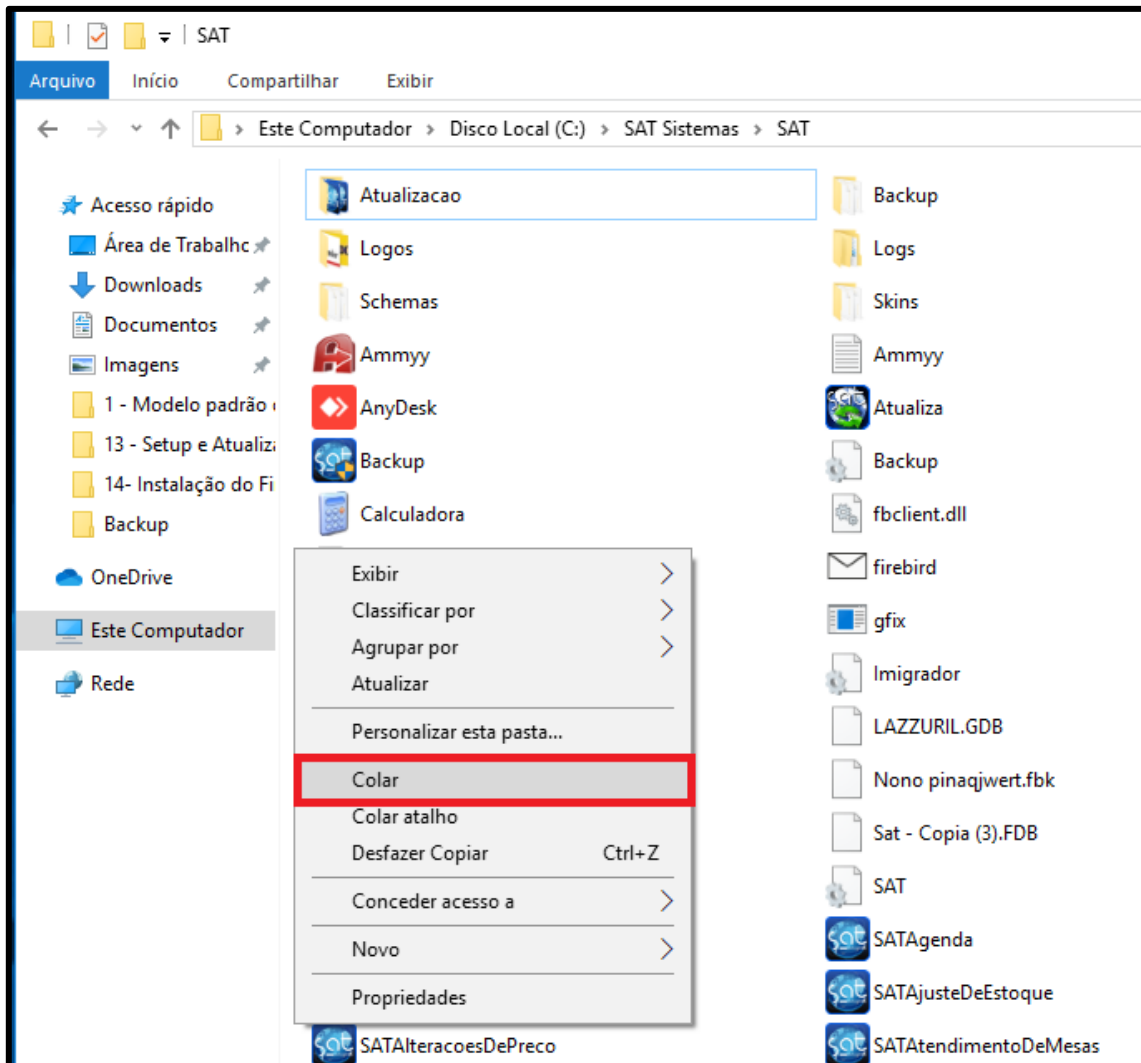 SAT
Arquivo Início Compartilhar Exibir
Este Computador > Disco Local (C:) > SAT Sistemas > SAT
Acesso rápido
Área de Trabalhc
Downloads
Documentos
Imagens
1 - Modelo padrão
13 - Setup e Atualiz
14- Instalação do Fi
Backup
OneDrive
Este Computador
Rede
Atualizacao
Logos
Schemas
Ammyy
AnyDesk
Backup
Calculadora
Exibir
Classificar por
Agrupar por
Atualizar
Personalizar esta pasta...
Colar
Colar atalho
Desfazer Copiar Ctrl+Z
Conceder acesso a
Novo
Propriedades
SATAlteracoesDePreco
Backup
Logs
Skins
Ammyy
Atualiza
Backup
fbclient.dll
firebird
gfix
Imigrador
LAZZURIL.GDB
Nono pinaqjwert.fbk
Sat - Copia (3).FDB
SAT
SATAgenda
SATAjusteDeEstoque
SATAtendimentoDeMesas